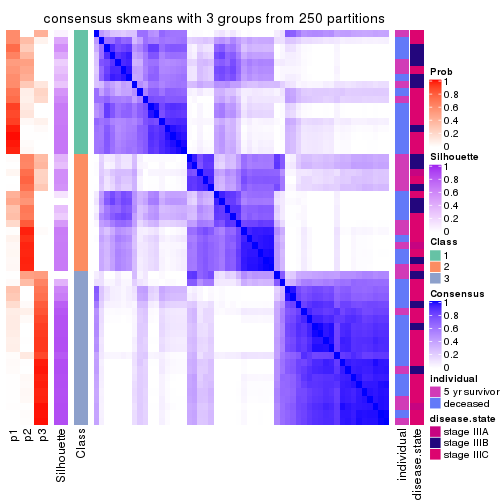 consensus skmeans with 3 groups from 250 partitions
Prob
1
0.8
0.6
0.4
0.2
0
Silhouette
1
0.8
0.6
0.4
0.2
0
Class
1
2
3
Consensus
1
0.8
0.6
0.4
0.2
0
individual
5 yr survivor
deceased
disease.state
stage IIIA
stage IIIB
stage IIIC
p1
p2
p3
Silhouette
Class
individual
disease.state